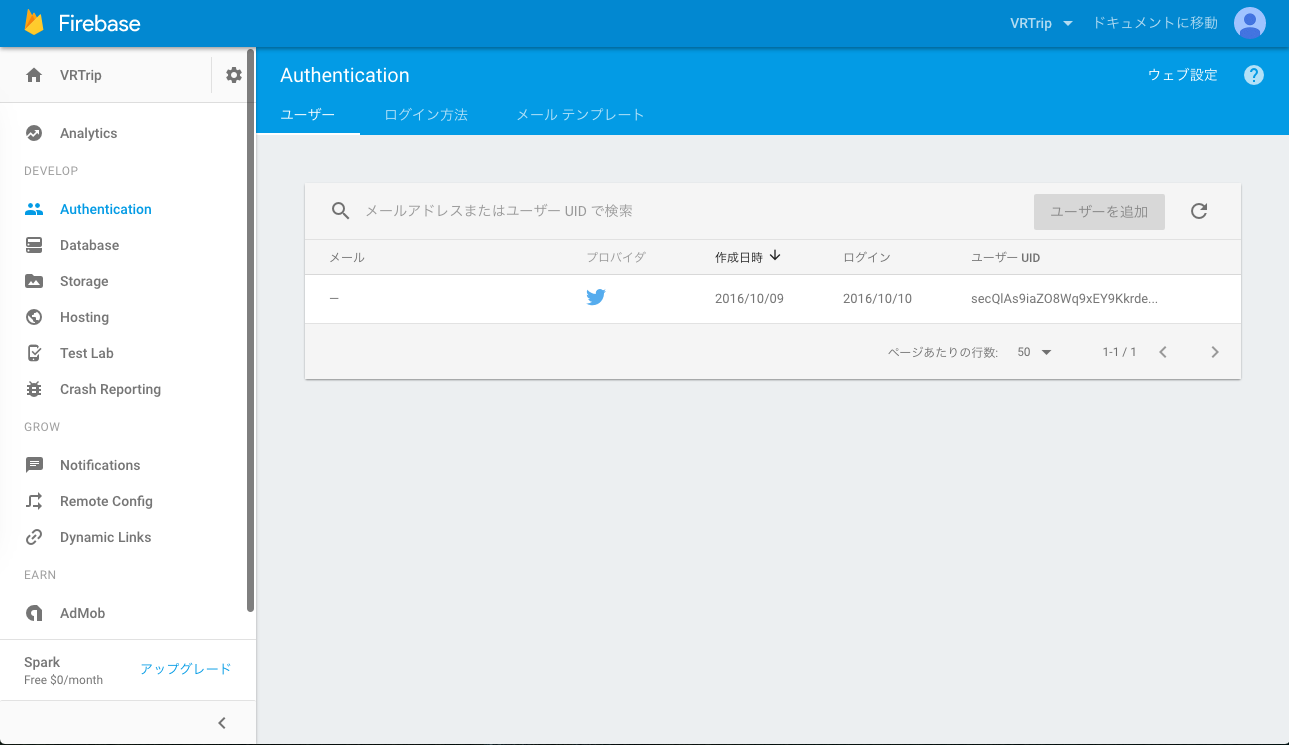 Firebase
VRTrip
ドキュメントに移動
VRTrip
Authentication
ウェブ設定
ユーザー
ログイン方法
メール テンプレート
Analytics
DEVELOP
Authentication
Database
Storage
Hosting
Test Lab
Crash Reporting
GROW
Notifications
Remote Config
Dynamic Links
EARN
AdMob
Spark
Free $0/month
アップグレード
メールアドレスまたはユーザー UID で検索
ユーザーを追加
メール
プロバイダ
作成日時
ログイン
ユーザー UID
—
2016/10/09
2016/10/10
secQlAs9iaZO8Wq9xEY9Kkrde...
ページあたりの行数:
50
1-1 / 1